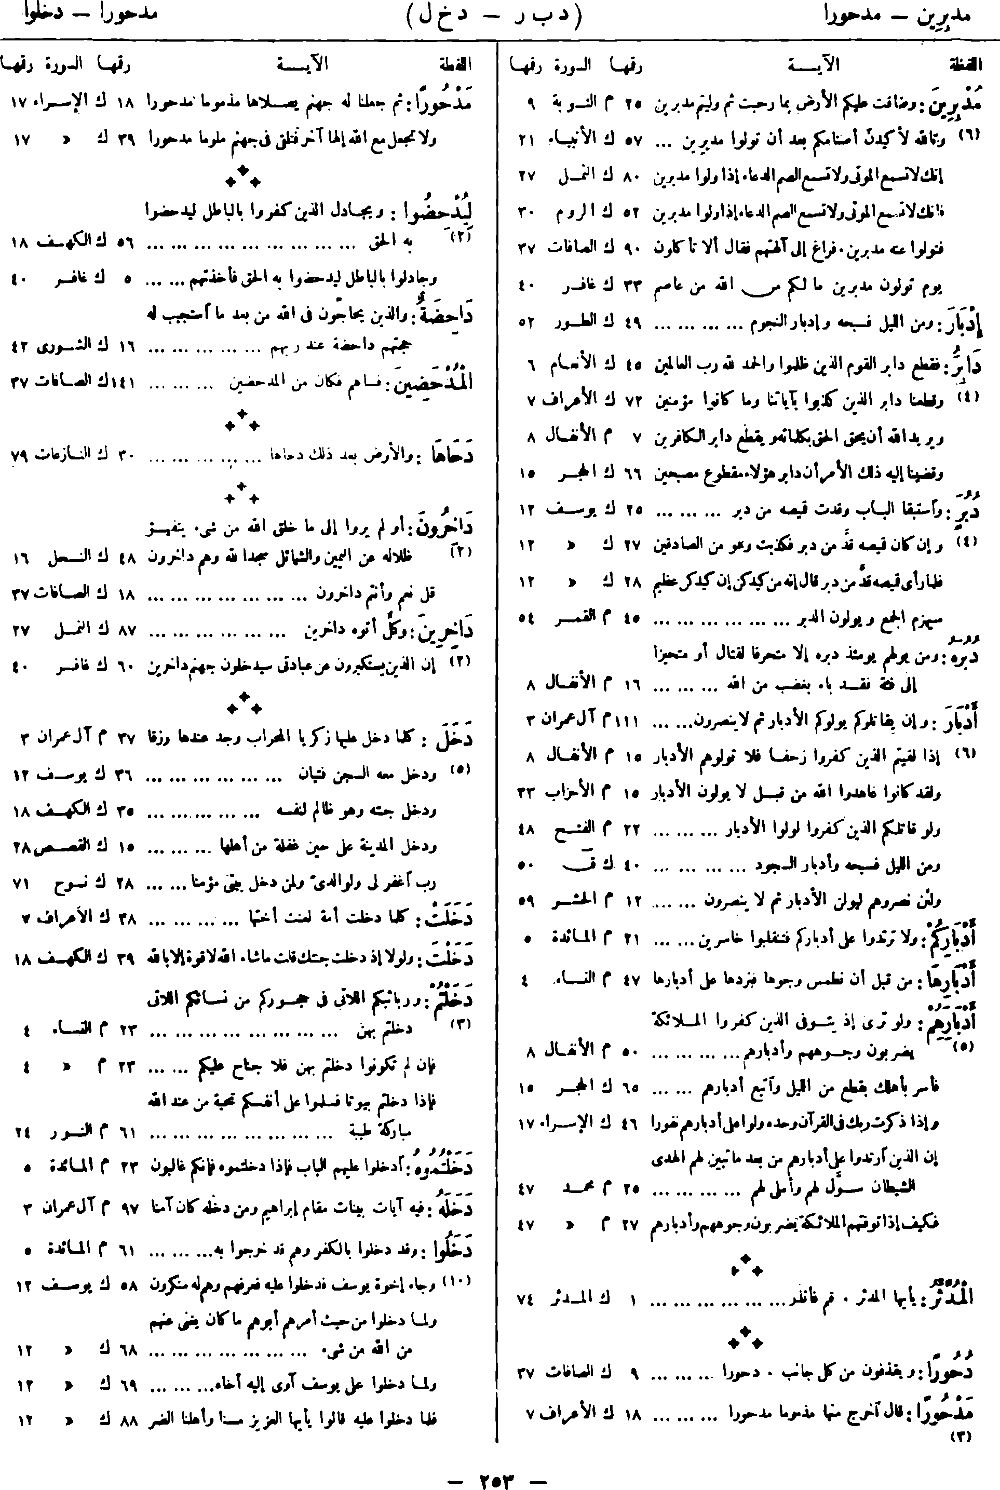 مدبرين — مدحورا (دبر — دخل) مدحورا — دخلوا
اللفظة الآيـــة رقمها السورة رقمها
مُدْبِرِينَ: وضاقت عليكم الأرض بما رحبت ثم وليتم مدبرين ٢٥ م التوبة ٩
(٦) وتالله لأكيدن أصنامكم بعد أن تولوا مدبرين ... ٥٧ ك الأنبياء ٢١
إنك لا تسمع الموتى ولا تسمع الصم الدعاء إذا ولوا مدبرين ٨٠ ك النمل ٢٧
فإنك لا تسمع الموتى ولا تسمع الصم الدعاء إذا ولوا مدبرين ٥٢ ك الروم ٣٠
فتولوا عنه مدبرين . فراغ إلى آلهتهم فقال ألا تأكلون ٩٠ ك الصافات ٣٧
يوم تولون مدبرين ما لكم من الله من عاصم ٣٣ ك غافر ٤٠
إِدْبَارَ: ومن الليل فسبحه وإدبار النجوم ... ... ... ٤٩ ك الطور ٥٢
دَابِرُ: فقطع دابر القوم الذين ظلموا والحمد لله رب العالمين ٤٥ ك الأنعام ٦
(٤) وقطعنا دابر الذين كذبوا بآياتنا وما كانوا مؤمنين ٧٢ ك الأعراف ٧
ويريد الله أن يحق الحق بكلماته ويقطع دابر الكافرين ٧ م الأنفال ٨
وقضينا إليه ذلك الأمر أن دابر هؤلاء مقطوع مصبحين ٦٦ ك الحجر ١٥
دُبُرٍ: واستبقا الباب وقدت قميصه من دبر ... ... ... ٢٥ ك يوسف ١٢
(٤) وإن كان قميصه قدّ من دبر فكذبت وهو من الصادقين ٢٧ ك » ١٢
فلما رأى قميصه قدّ من دبر قال إنه من كيدكن إن كيدكن عظيم ٢٨ ك » ١٢
سيهزم الجمع ويولون الدبر ... ... ... ... ... ... ٤٥ م القمر ٥٤
دُبُرَهُ: ومن يولهم يومئذ دبره إلا متحرفا لقتال أو متحيزا
إلى فئة فقد باء بغضب من الله ... ... ... ١٦ م الأنفال ٨
أَدْبَارَ: وإن يقاتلوكم يولوكم الأدبار ثم لا ينصرون ... ... ١١١ م آل عمران ٣
(٦) إذا لقيتم الذين كفروا زحفا فلا تولوهم الأدبار ١٥ م الأنفال ٨
ولقد كانوا عاهدوا الله من قبل لا يولون الأدبار ١٥ م الأحزاب ٣٣
ولو قاتلكم الذين كفروا لولوا الأدبار ... ... ... ٢٢ م الفتح ٤٨
ومن الليل فسبحه وأدبار السجود ... ... ... ... ٤٠ ك قٓ ٥٠
ولئن نصروهم ليولن الأدبار ثم لا ينصرون ... ... ١٢ م الحشر ٥٩
أَدْبَارِكُمْ: ولا ترتدوا على أدباركم فتنقلبوا خاسرين ... ... ٢١ م المائدة ٥
أَدْبَارِهَا: من قبل أن نطمس وجوها فنردها على أدبارها ٤٧ م النساء ٤
أَدْبَارِهِمْ: ولو ترى إذ يتوفى الذين كفروا الملائكة
(٥) يضربون وجوههم وأدبارهم ... ... ... ... ٥٠ م الأنفال ٨
فأسر بأهلك بقطع من الليل واتبع أدبارهم ... ... ٦٥ ك الحجر ١٥
وإذا ذكرت ربك فى القرآن وحده ولوا على أدبارهم نفورا ٤٦ ك الإسراء ١٧
إن الذين ارتدوا على أدبارهم من بعد ما تبين لهم الهدى
الشيطان سوّل لهم وأملى لهم ... ... ... ... ٢٥ م محمد ٤٧
فكيف إذا توفتهم الملائكة يضربون وجوههم وأدبارهم ٢٧ م » ٤٧
الْمُدَّثِّرُ: يأيها المدثر . قم فأنذر ... ... ... ... ... ١ ك المدثر ٧٤
دُحُورًا: ويقذفون من كل جانب . دحورا ... ... ... ٩ ك الصافات ٣٧
مَدْحُورًا: قال اخرج منها مذموما مدحورا ... ... ... ١٨ ك الأعراف ٧
(٣)
اللفظة الآيـــة رقمها السورة رقمها
مَدْحُورًا: ثم جعلنا له جهنم يصلاها مذموما مدحورا ١٨ ك الإسراء ١٧
ولا تجعل مع الله إلها آخر فتلقى فى جهنم ملوما مدحورا ٣٩ ك » ١٧
لِيُدْحِضُوا: ويجادل الذين كفروا بالباطل ليدحضوا
(٢) به الحق ... ... ... ... ... ... ... ... ٥٦ ك الكهف ١٨
وجادلوا بالباطل ليدحضوا به الحق فأخذتهم ... ... ٥ ك غافر ٤٠
دَاحِضَةٌ: والذين يحاجّون فى الله من بعد ما استجيب له
حجتهم داحضة عند ربهم ... ... ... ... ... ١٦ ك الشورى ٤٢
الْمُدْحَضِينَ: فساهم فكان من المدحضين ... ... ... ١٤١ ك الصافات ٣٧
دَحَاهَا: والأرض بعد ذلك دحاها ... ... ... ... ... ٣٠ ك النازعات ٧٩
دَاخِرُونَ: أو لم يروا إلى ما خلق الله من شىء يتفيؤ
(٢) ظلاله عن اليمين والشمائل سجدا لله وهم داخرون ٤٨ ك النحل ١٦
قل نعم وأنتم داخرون ... ... ... ... ... ... ... ١٨ ك الصافات ٣٧
دَاخِرِينَ: وكلٌّ أتوه داخرين ... ... ... ... ... ... ٨٧ ك النمل ٢٧
(٢) إن الذين يستكبرون عن عبادتى سيدخلون جهنم داخرين ٦٠ ك غافر ٤٠
دَخَلَ: كلما دخل عليها زكريا المحراب وجد عندها رزقا ٣٧ م آل عمران ٣
(٥) ودخل معه السجن فتيان ... ... ... ... ... ... ٣٦ ك يوسف ١٢
ودخل جنته وهو ظالم لنفسه ... ... ... ... ... ٣٥ ك الكهف ١٨
ودخل المدينة على حين غفلة من أهلها ... ... ... ١٥ ك القصص ٢٨
رب اغفر لى ولوالدىّ ولمن دخل بيتى مؤمنا ... ... ٢٨ ك نوح ٧١
دَخَلَتْ: كلما دخلت أمة لعنت أختها ... ... ... ... ٣٨ ك الأعراف ٧
دَخَلْتَ: ولولا إذ دخلت جنتك قلت ماشاء الله لا قوة إلا بالله ٣٩ ك الكهف ١٨
دَخَلْتُمْ: وربائبكم اللاتى فى حجوركم من نسائكم اللاتى
(٣) دخلتم بهن ... ... ... ... ... ... ... ... ٢٣ م النساء ٤
فإن لم تكونوا دخلتم بهن فلا جناح عليكم ... ... ٢٣ م » ٤
فإذا دخلتم بيوتا فسلموا على أنفسكم تحية من عند الله
مباركة طيبة ... ... ... ... ... ... ... ... ٦١ م النور ٢٤
دَخَلْتُمُوهُ: ادخلوا عليهم الباب فإذا دخلتموه فإنكم غالبون ٢٣ م المائدة ٥
دَخَلَهُ: فيه آيات بينات مقام إبراهيم ومن دخله كان آمنا ٩٧ م آل عمران ٣
دَخَلُوا: وقد دخلوا بالكفر وهم قد خرجوا به ... ... ... ٦١ م المائدة ٥
(١٠) وجاء إخوة يوسف فدخلوا عليه فعرفهم وهم له منكرون ٥٨ ك يوسف ١٢
ولما دخلوا من حيث أمرهم أبوهم ما كان يغنى عنهم
من الله من شىء ... ... ... ... ... ... ... ٦٨ ك » ١٢
ولما دخلوا على يوسف آوى إليه أخاه ... ... ... ٦٩ ك » ١٢
فلما دخلوا عليه قالوا يأيها العزيز مسنا وأهلنا الضر ٨٨ ك » ١٢
— ٢٥٣ —